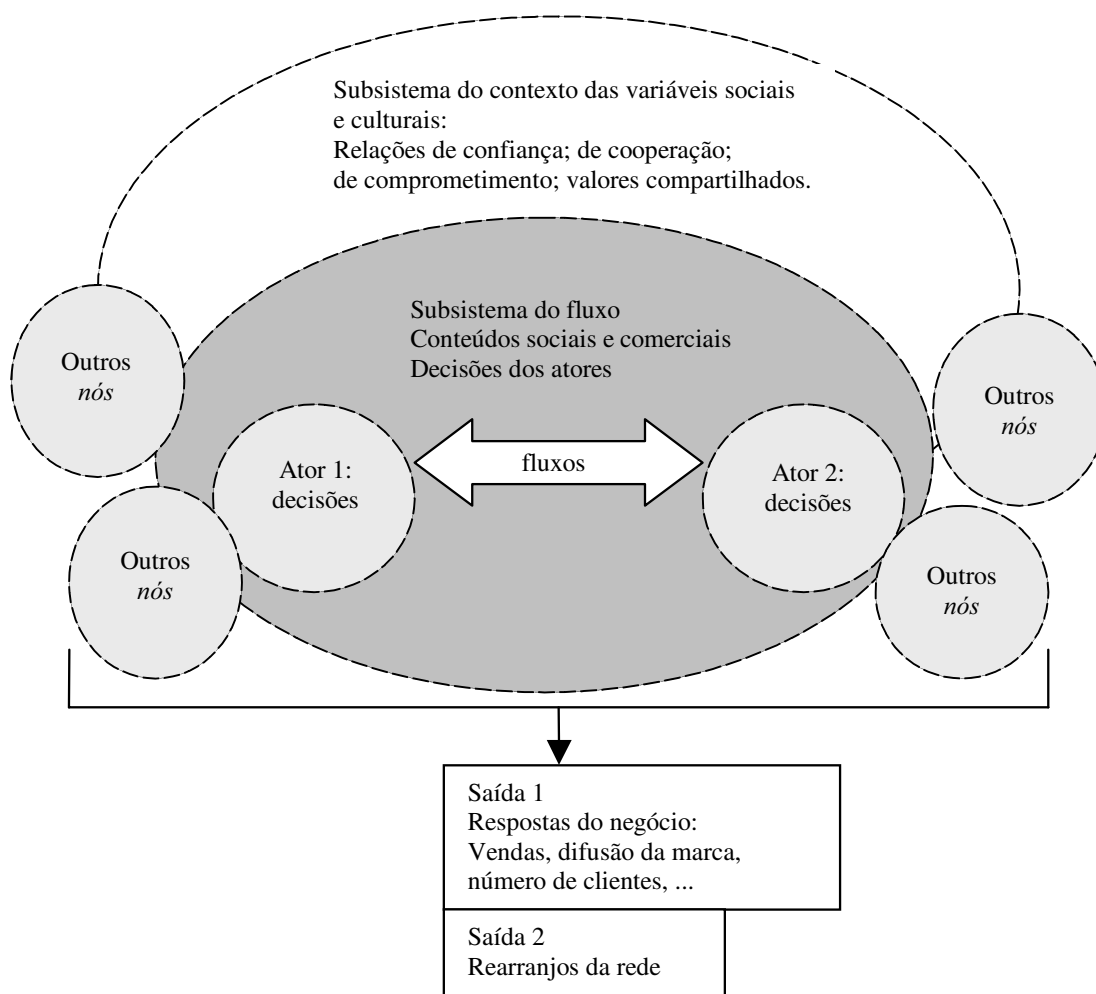 Subsistema do contexto das variáveis sociais
e culturais:
Relações de confiança; de cooperação;
de comprometimento; valores compartilhados.
Subsistema do fluxo
Conteúdos sociais e comerciais
Decisões dos atores
Outros
nós
Outros
nós
Ator 1:
decisões
fluxos
Ator 2:
decisões
Outros
nós
Outros
nós
Saída 1
Respostas do negócio:
Vendas, difusão da marca,
número de clientes, ...
Saída 2
Rearranjos da rede